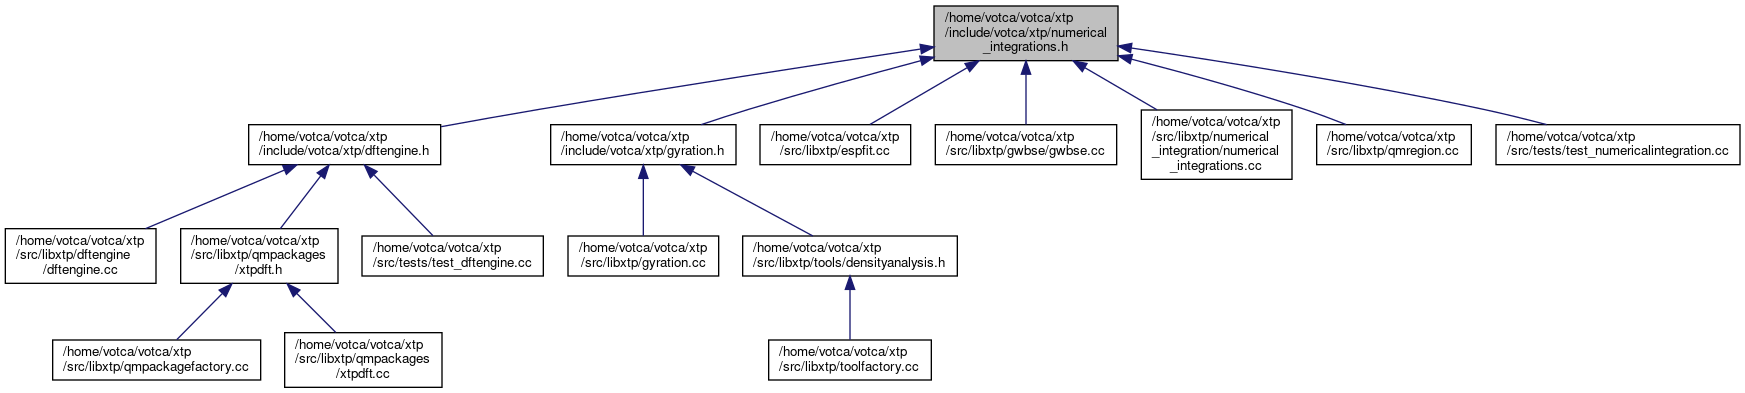 /home/votca/votca/xtp
/include/votca/xtp/numerical
_integrations.h
/home/votca/votca/xtp
/include/votca/xtp/dftengine.h
/home/votca/votca/xtp
/include/votca/xtp/gyration.h
/home/votca/votca/xtp
/src/libxtp/espfit.cc
/home/votca/votca/xtp
/src/libxtp/gwbse/gwbse.cc
/home/votca/votca/xtp
/src/libxtp/numerical
_integration/numerical
_integrations.cc
/home/votca/votca/xtp
/src/libxtp/qmregion.cc
/home/votca/votca/xtp
/src/tests/test_numericalintegration.cc
/home/votca/votca/xtp
/src/libxtp/dftengine
/dftengine.cc
/home/votca/votca/xtp
/src/libxtp/qmpackages
/xtpdft.h
/home/votca/votca/xtp
/src/tests/test_dftengine.cc
/home/votca/votca/xtp
/src/libxtp/gyration.cc
/home/votca/votca/xtp
/src/libxtp/tools/densityanalysis.h
/home/votca/votca/xtp
/src/libxtp/qmpackagefactory.cc
/home/votca/votca/xtp
/src/libxtp/qmpackages
/xtpdft.cc
/home/votca/votca/xtp
/src/libxtp/toolfactory.cc